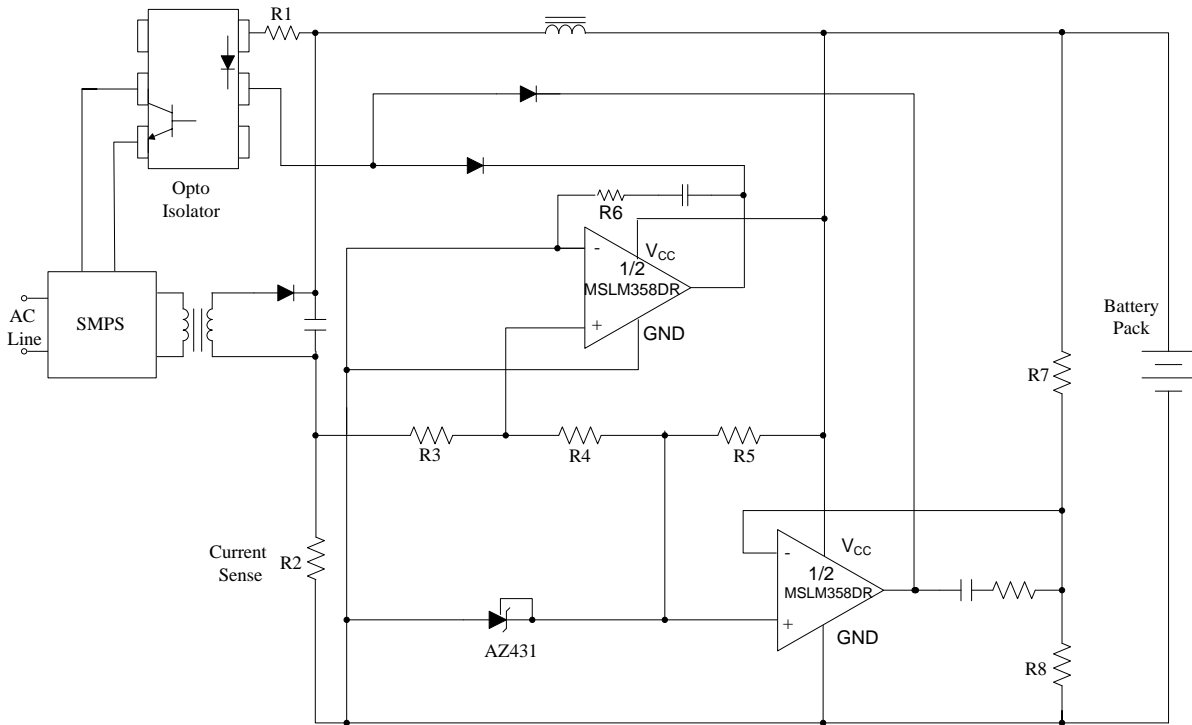 R1
Opto
Isolator
R6
-
VCC
1/2
MSLM358DR
+
GND
AC
Line
SMPS
Battery
Pack
R7
R3
R4
R5
Current
Sense
R2
-
VCC
1/2
MSLM358DR
+
GND
AZ431
R8